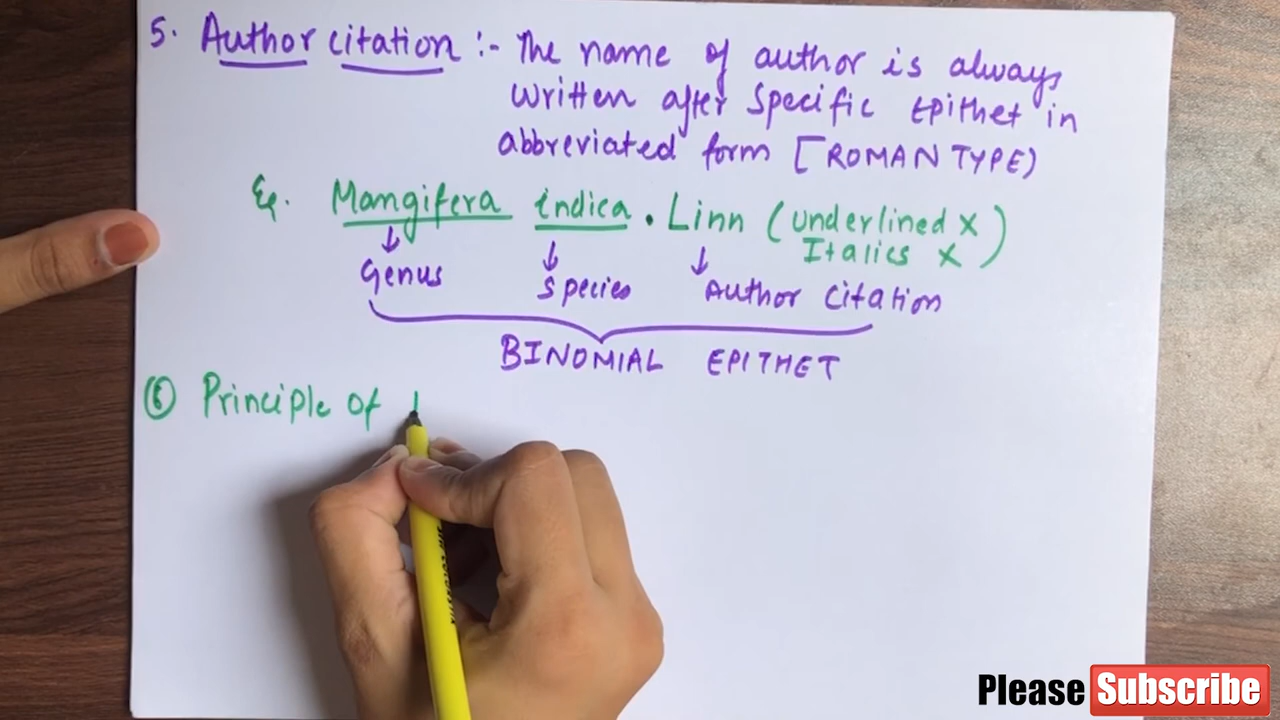 5. Author citation :- The name of author is always
written after specific Epithet in
abbreviated form [ROMAN TYPE)
Eg. Mangifera indica . Linn (underlined x
Italics x )
Genus species Author Citation
BINOMIAL EPITHET
⑥ Principle of
Please Subscribe